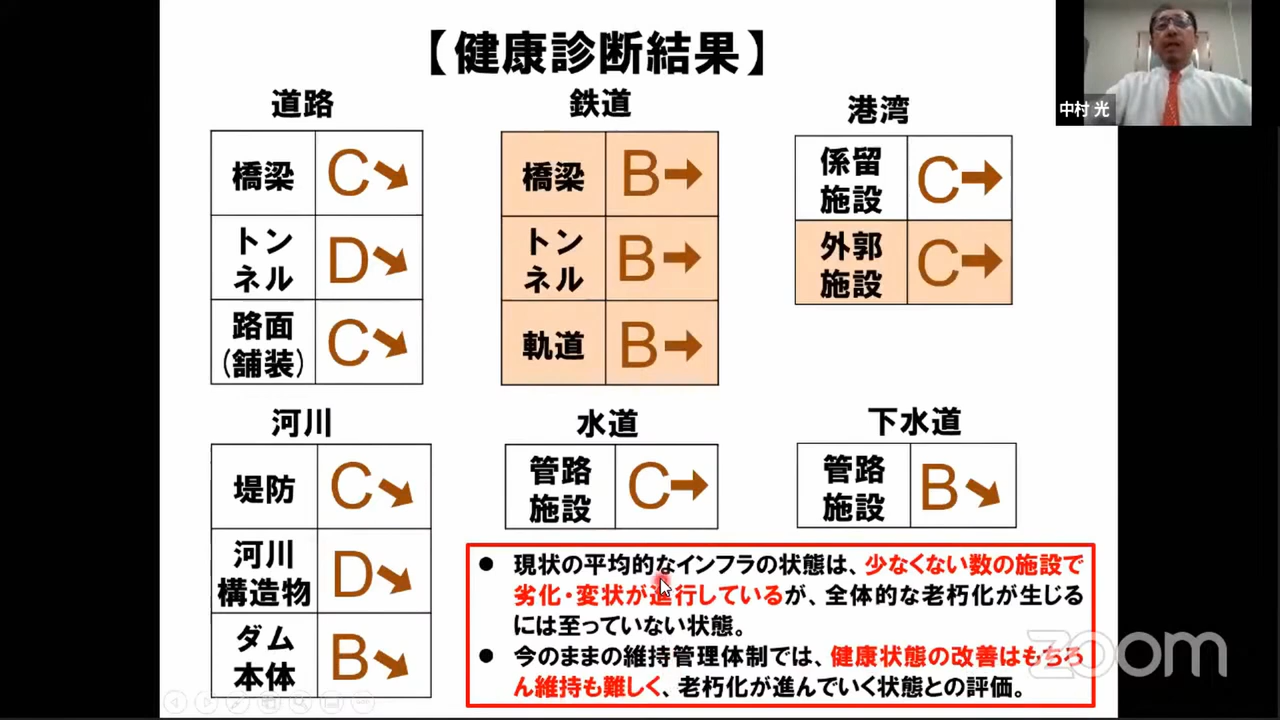 【健康診断結果】
中村 光
道路
橋梁 C
トン
ネル D
路面
(舗装) C
鉄道
橋梁 B
トン
ネル B
軌道 B
港湾
係留
施設 C
外郭
施設 C
河川
堤防 C
河川
構造物 D
ダム
本体 B
水道
管路
施設 C
下水道
管路
施設 B
● 現状の平均的なインフラの状態は、少なくない数の施設で
劣化・変状が進行しているが、全体的な老朽化が生じる
には至っていない状態。
● 今のままの維持管理体制では、健康状態の改善はもちろ
ん維持も難しく、老朽化が進んでいく状態との評価。
zoom